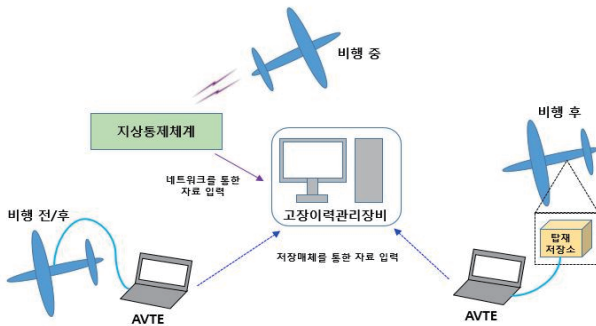 비행 중
비행 후
지상통제체계
네트워크를 통한
자료 입력
고장이력관리장비
비행 전/후
탑재
저장소
저장매체를 통한 자료 입력
AVTE
AVTE